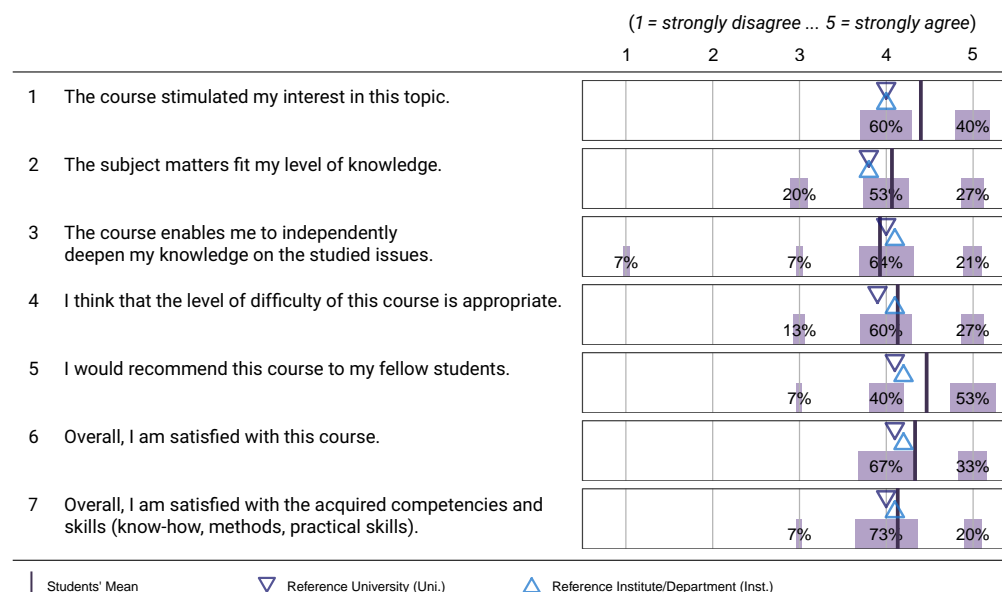 (1 = strongly disagree ... 5 = strongly agree)
1 2 3 4 5
1 The course stimulated my interest in this topic.
60% 40%
2 The subject matters fit my level of knowledge.
20% 53% 27%
3 The course enables me to independently
deepen my knowledge on the studied issues.
7% 7% 64% 21%
4 I think that the level of difficulty of this course is appropriate.
13% 60% 27%
5 I would recommend this course to my fellow students.
7% 40% 53%
6 Overall, I am satisfied with this course.
67% 33%
7 Overall, I am satisfied with the acquired competencies and
skills (know-how, methods, practical skills).
7% 73% 20%
Students' Mean Reference University (Uni.) Reference Institute/Department (Inst.)